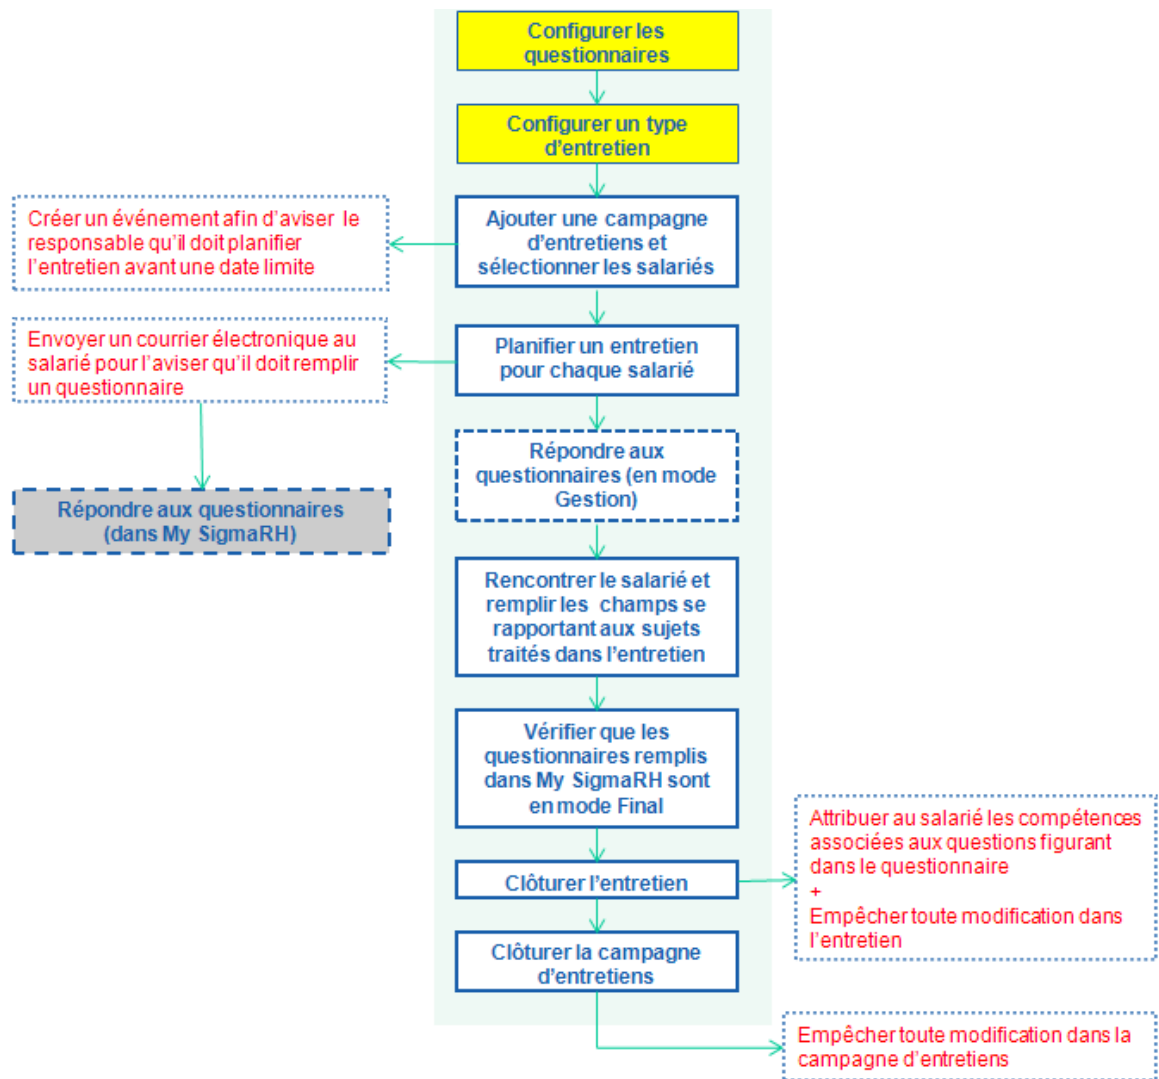 Configurer les
questionnaires
Configurer un type
d'entretien
Créer un événement afin d'aviser le
responsable qu'il doit planifier
l'entretien avant une date limite
Ajouter une campagne
d'entretiens et
sélectionner les salariés
Envoyer un courrier électronique au
salarié pour l'aviser qu'il doit remplir
un questionnaire
Planifier un entretien
pour chaque salarié
Répondre aux
questionnaires (en mode
Gestion)
Répondre aux questionnaires
(dans My SigmaRH)
Rencontrer le salarié et
remplir les champs se
rapportant aux sujets
traités dans l'entretien
Vérifier que les
questionnaires remplis
dans My SigmaRH sont
en mode Final
Clôturer l'entretien
Attribuer au salarié les compétences
associées aux questions figurant
dans le questionnaire
+
Empêcher toute modification dans
l'entretien
Clôturer la campagne
d'entretiens
Empêcher toute modification dans la
campagne d'entretiens